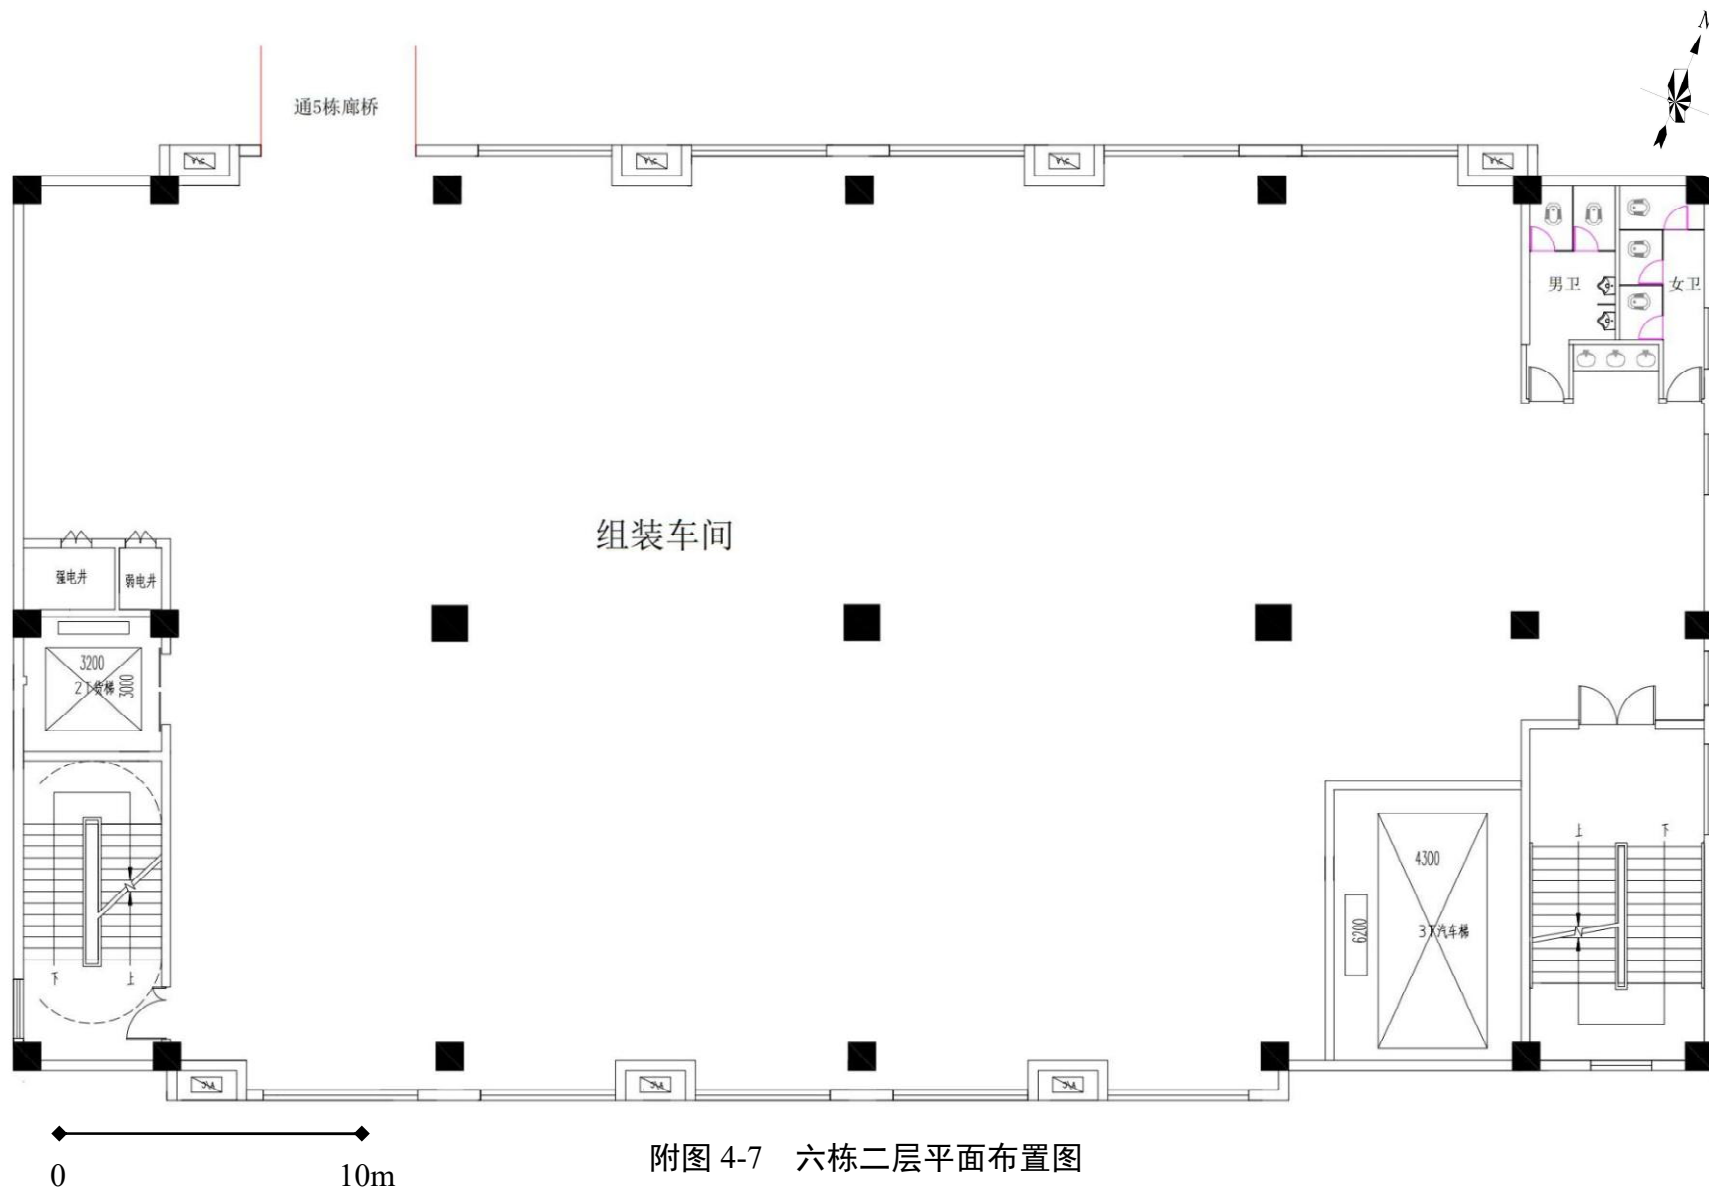 N
通5栋廊桥
男卫
女卫
组装车间
强电井
弱电井
3200
3000
2T货梯
下
上
4300
6200
3T汽车梯
上
下
0
10m
附图 4-7 六栋二层平面布置图